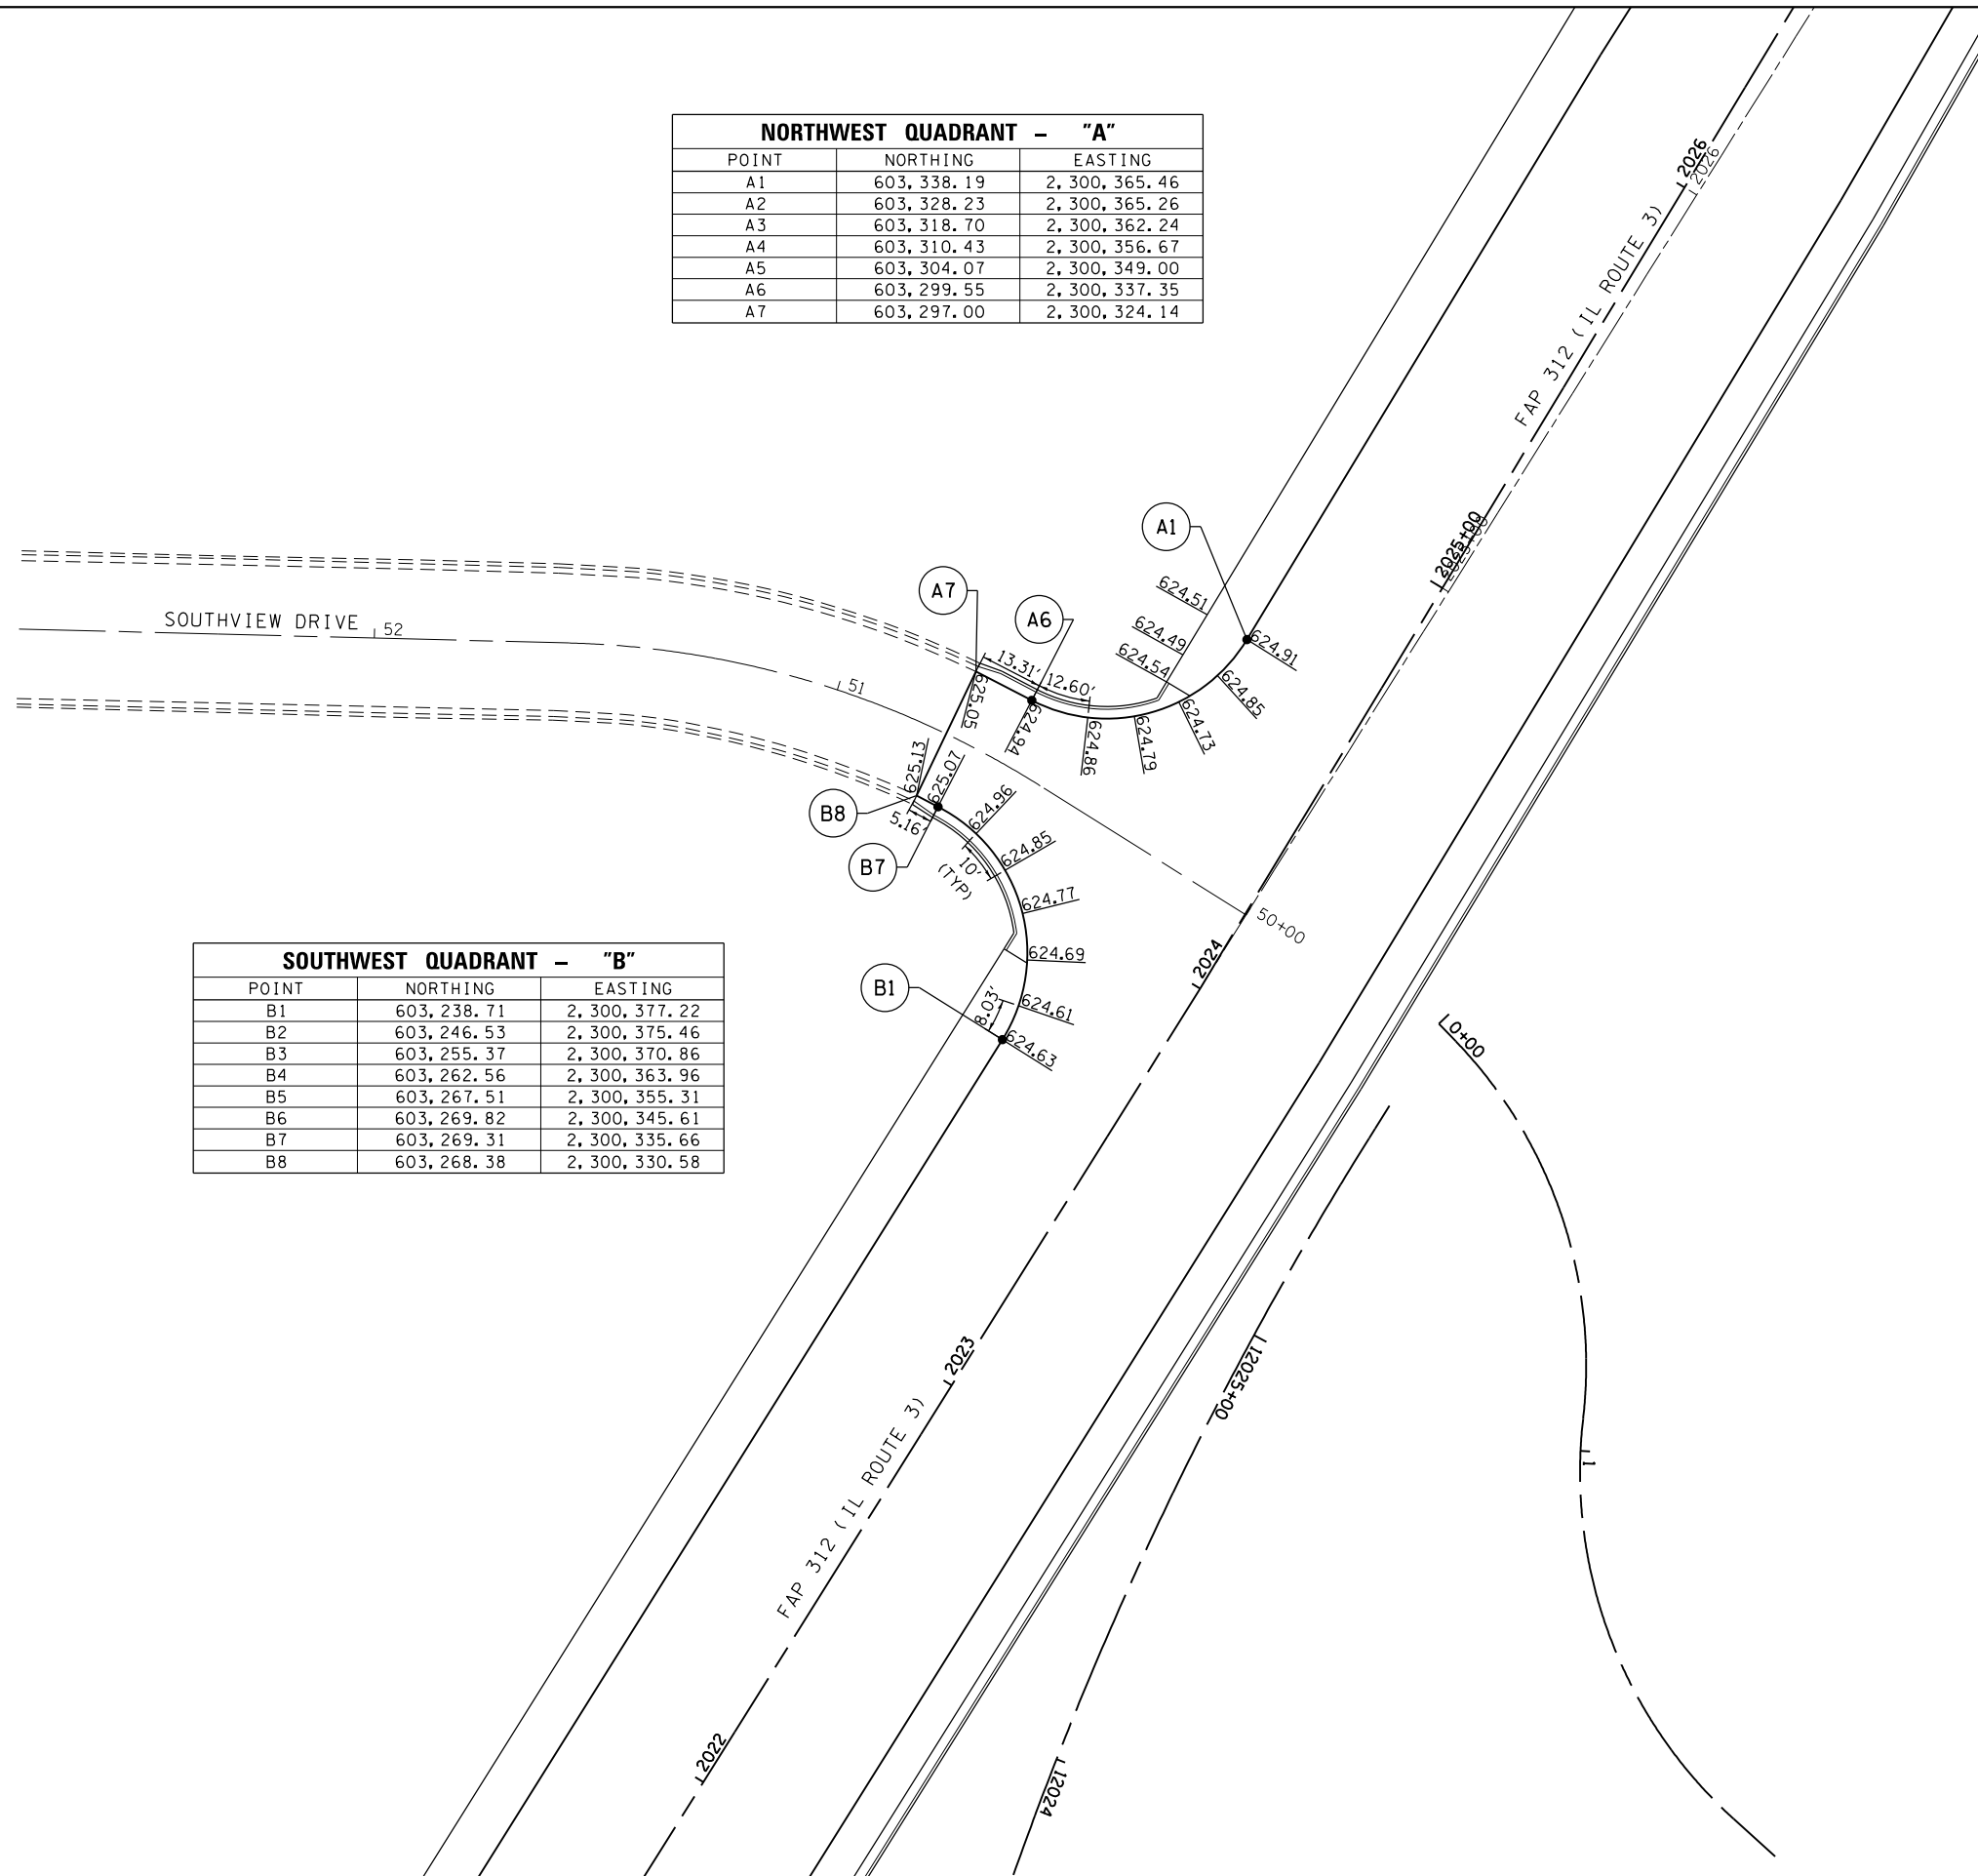 NORTHWEST QUADRANT – "A"
POINT NORTHING EASTING
A1 603,338.19 2,300,365.46
A2 603,328.23 2,300,365.26
A3 603,318.70 2,300,362.24
A4 603,310.43 2,300,356.67
A5 603,304.07 2,300,349.00
A6 603,299.55 2,300,337.35
A7 603,297.00 2,300,324.14
2026
2026
FAP 312 (IL ROUTE 3)
2025+00
2025+00
A1
A7
A6
624.51
624.49
624.54
624.91
624.85
624.73
624.79
624.86
624.94
625.05
13.31'
12.60'
SOUTHVIEW DRIVE
52
51
50+00
625.13
625.07
624.96
624.85
624.77
624.69
624.61
624.63
B8
B7
B1
5.16'
10'
(TYP)
8.03'
2024
SOUTHWEST QUADRANT – "B"
POINT NORTHING EASTING
B1 603,238.71 2,300,377.22
B2 603,246.53 2,300,375.46
B3 603,255.37 2,300,370.86
B4 603,262.56 2,300,363.96
B5 603,267.51 2,300,355.31
B6 603,269.82 2,300,345.61
B7 603,269.31 2,300,335.66
B8 603,268.38 2,300,330.58
0+00
2023
12025+00
FAP 312 (IL ROUTE 3)
1
2022
12024